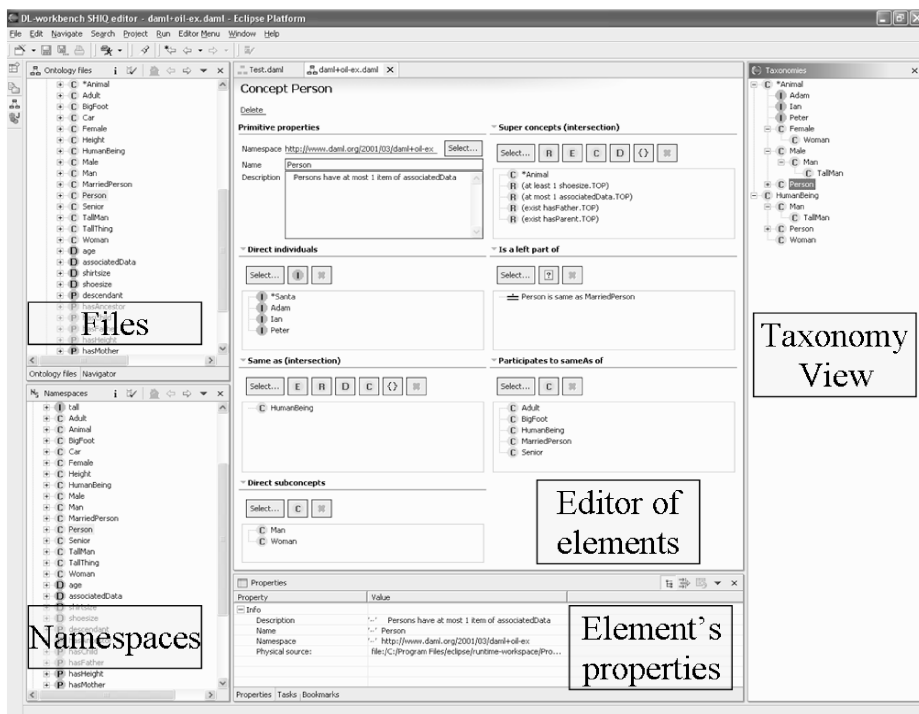 DL-workbench SHIQ editor - daml+oil-ex.daml - Eclipse Platform
File Edit Navigate Search Project Run Editor Menu Window Help
Ontology files
*Animal
Adult
BigFoot
Car
Female
Height
HumanBeing
Male
Man
MarriedPerson
Person
Senior
TallMan
TallThing
Woman
age
associatedData
shirtsize
shoesize
descendant
hasAncestor
hasFather
hasHeight
hasMother
Files
Ontology files Navigator
Namespaces
tall
Adult
Animal
BigFoot
Car
Female
Height
HumanBeing
Male
Man
MarriedPerson
Person
Senior
TallMan
TallThing
Woman
age
associatedData
shirtsize
shoesize
descendant
hasChild
hasFather
hasHeight
hasMother
Namespaces
Test.daml daml+oil-ex.daml
Concept Person
Delete
Primitive properties
Namespace http://www.daml.org/2001/03/daml+oil-ex Select...
Name Person
Description Persons have at most 1 item of associatedData
Super concepts (intersection)
Select... R E C D {}
C *Animal
R (at least 1 shoesize.TOP)
R (at most 1 associatedData.TOP)
R (exist hasFather.TOP)
R (exist hasParent.TOP)
Direct individuals
Select... I
I *Santa
I Adam
I Ian
I Peter
Is a left part of
Select... ?
Person is same as MarriedPerson
Same as (intersection)
Select... E R D C {}
C HumanBeing
Participates to sameAs of
Select... C
C Adult
C BigFoot
C HumanBeing
C MarriedPerson
C Senior
Direct subconcepts
Select... C
C Man
C Woman
Editor of
elements
Properties
Property Value
Info
Description '-' Persons have at most 1 item of associatedData
Name '-' Person
Namespace '-' http://www.daml.org/2001/03/daml+oil-ex
Physical source: file:/C:/Program Files/eclipse/runtime-workspace/Pro...
Element's
properties
Properties Tasks Bookmarks
Taxonomies
C *Animal
I Adam
I Ian
I Peter
C Female
C Woman
C Male
C Man
C TallMan
C Person
C HumanBeing
C Man
C TallMan
C Person
C Woman
Taxonomy
View